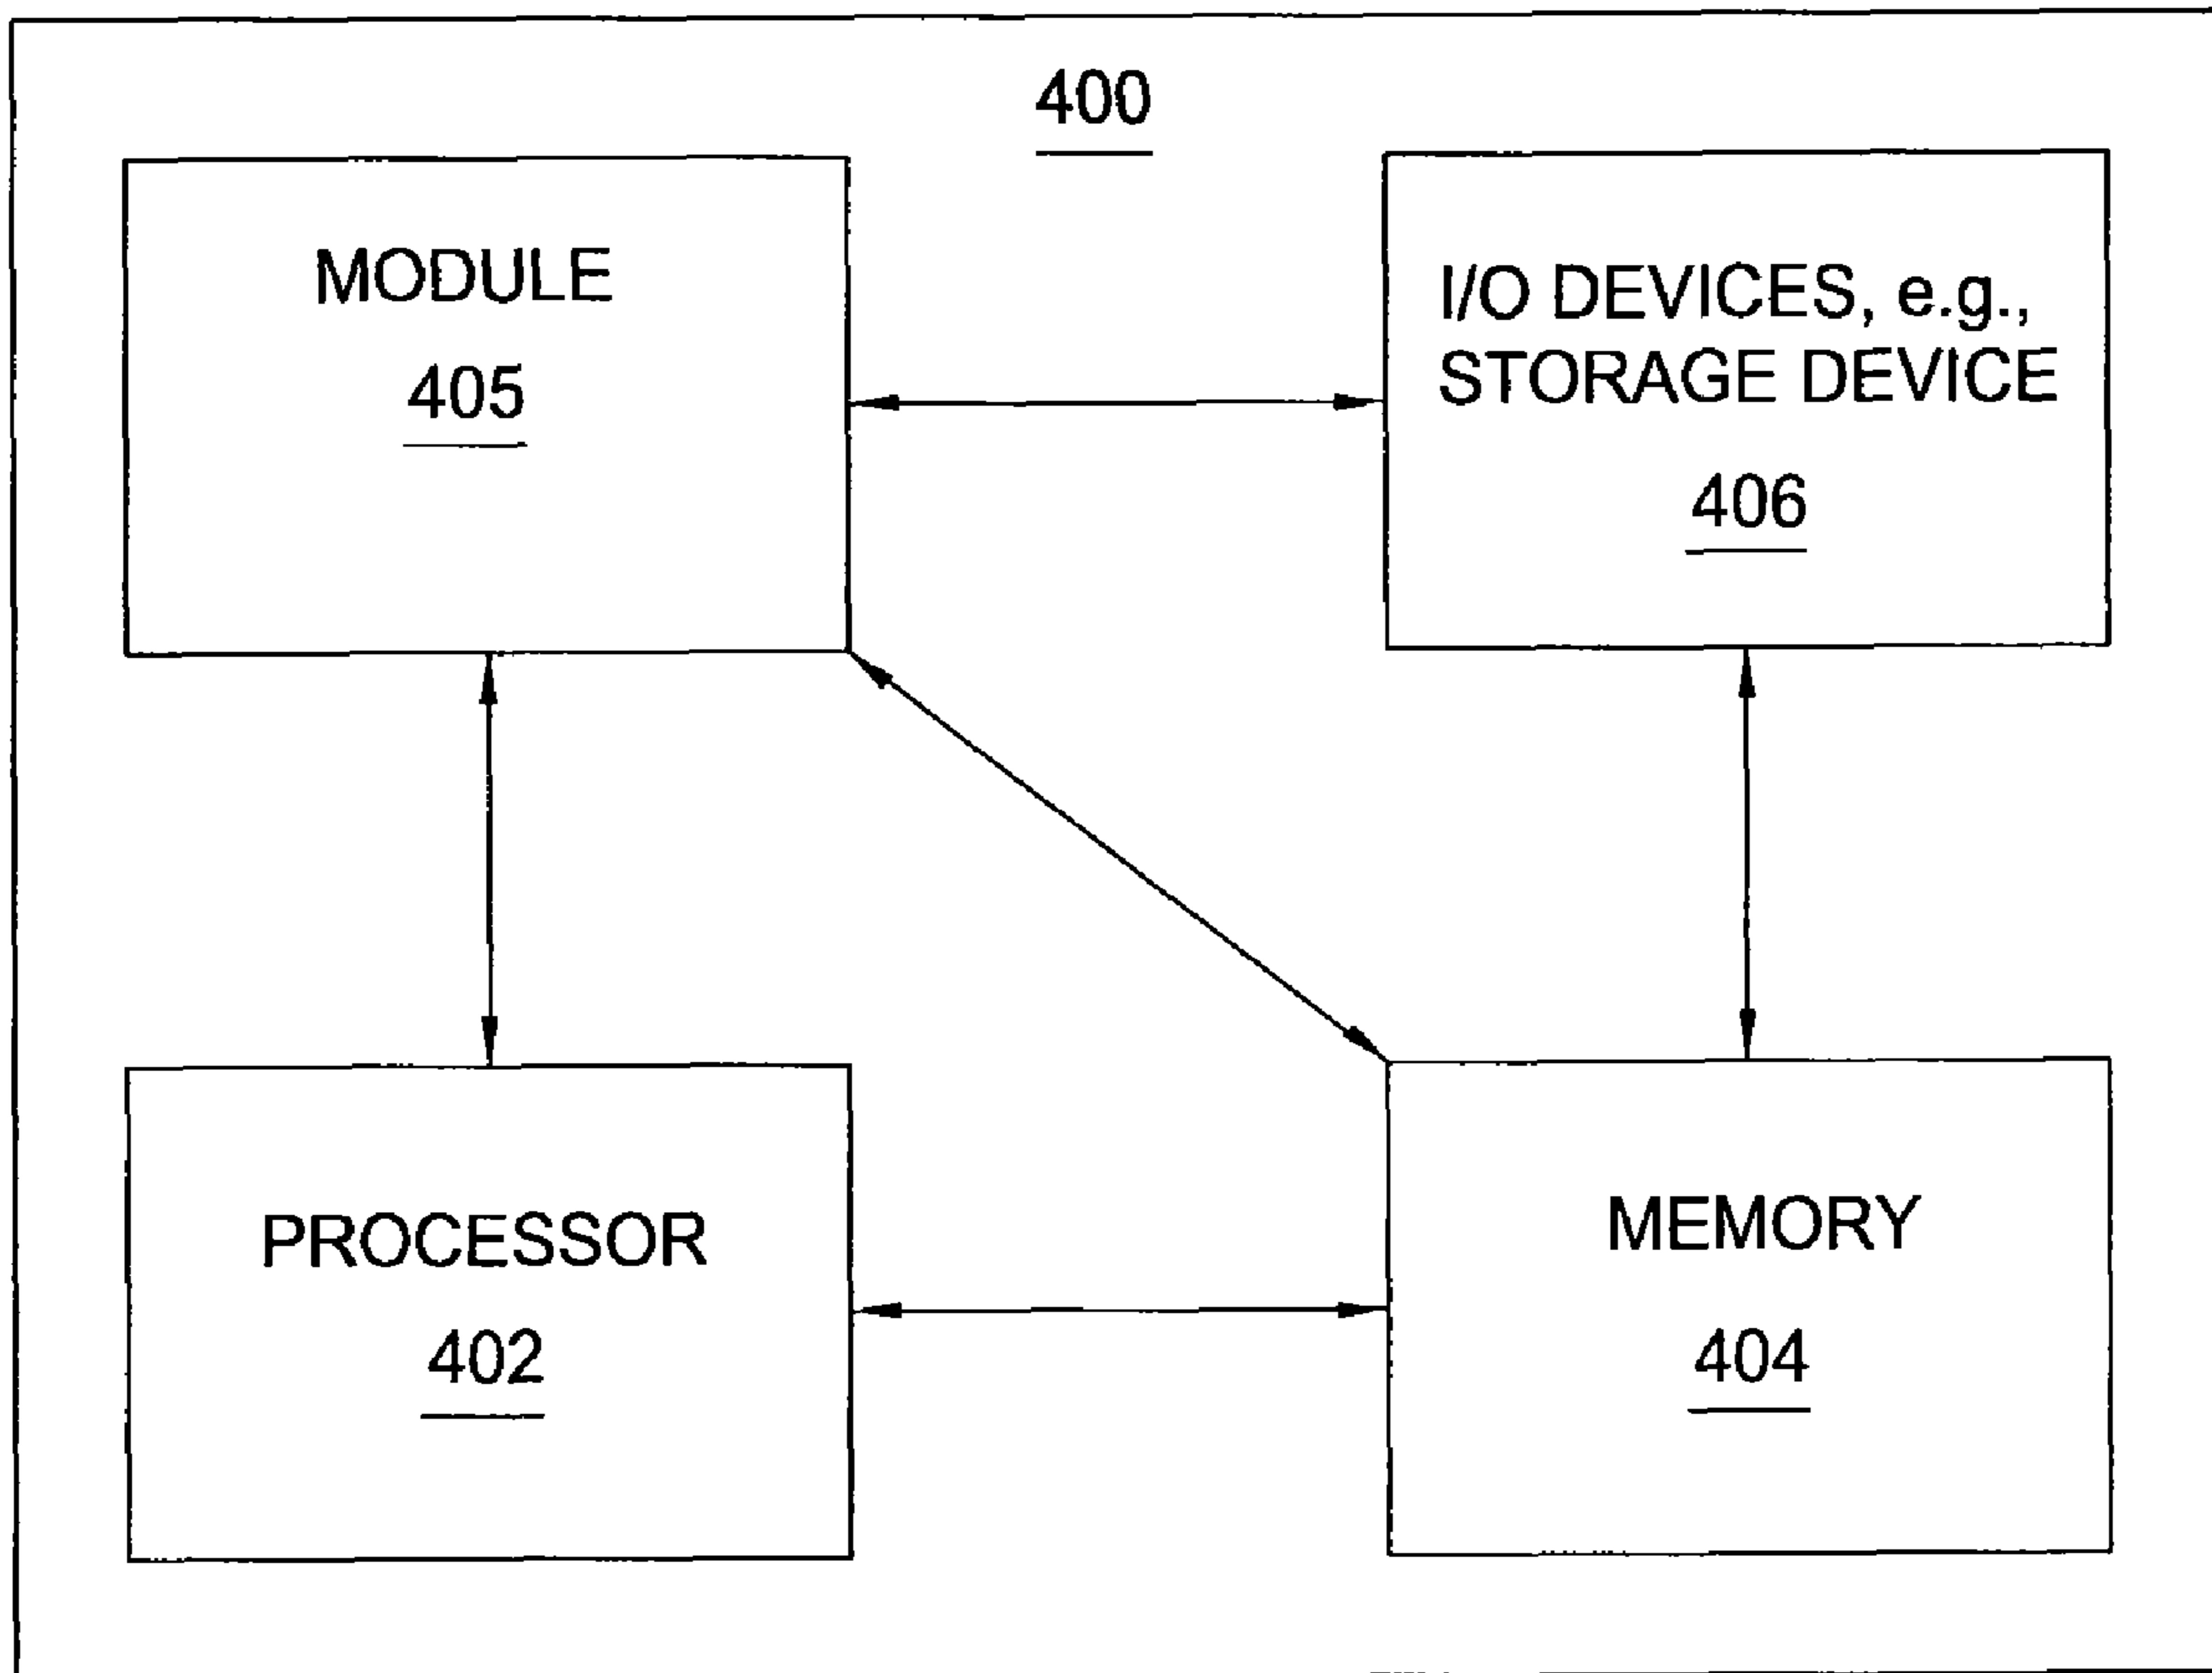 400
MODULE
405
I/O DEVICES, e.g.,
STORAGE DEVICE
406
PROCESSOR
402
MEMORY
404